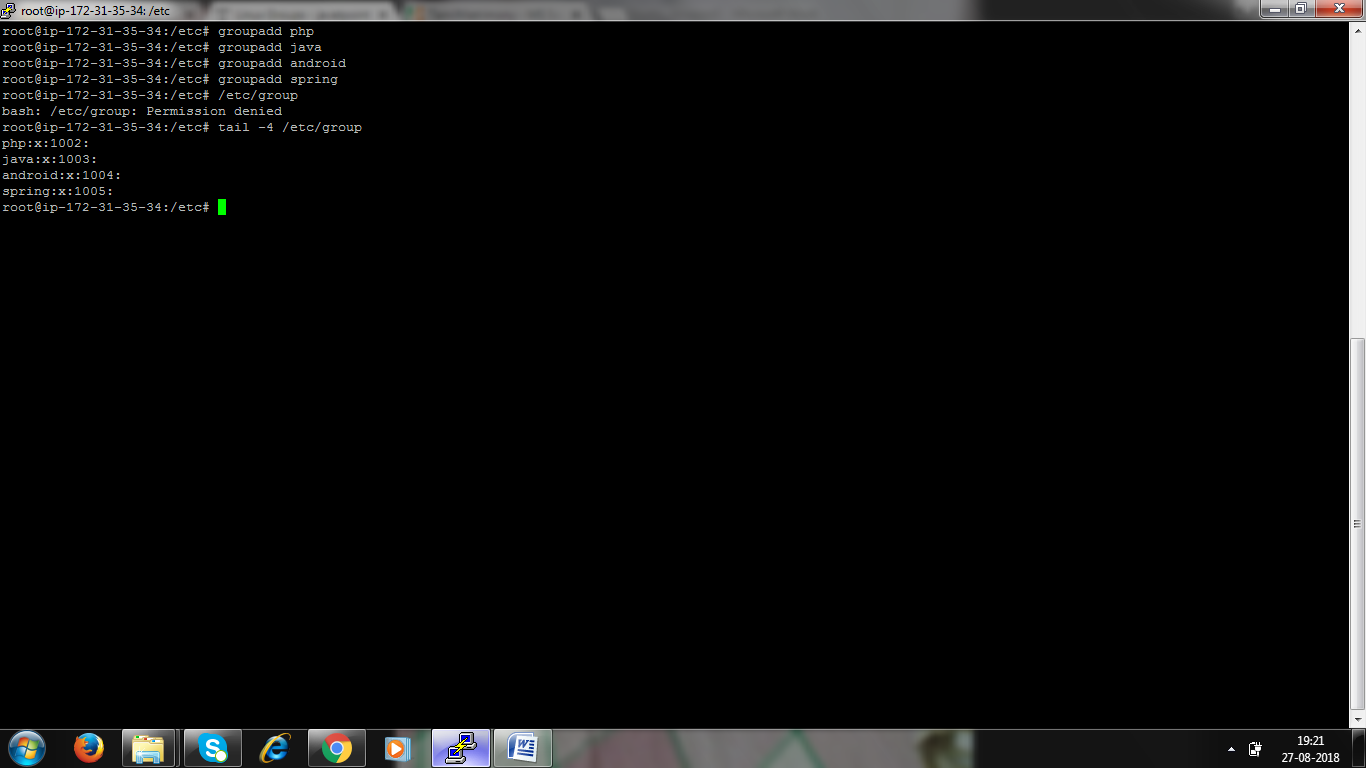 root@ip-172-31-35-34: /etc
root@ip-172-31-35-34:/etc# groupadd php
root@ip-172-31-35-34:/etc# groupadd java
root@ip-172-31-35-34:/etc# groupadd android
root@ip-172-31-35-34:/etc# groupadd spring
root@ip-172-31-35-34:/etc# /etc/group
bash: /etc/group: Permission denied
root@ip-172-31-35-34:/etc# tail -4 /etc/group
php:x:1002:
java:x:1003:
android:x:1004:
spring:x:1005:
root@ip-172-31-35-34:/etc#
19:21
27-08-2018